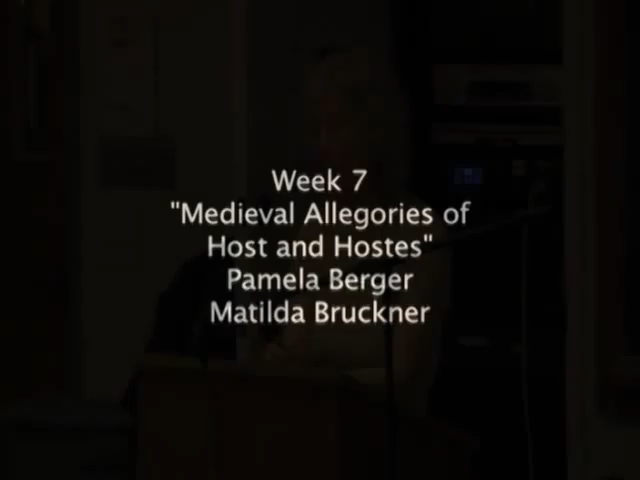 Week 7
"Medieval Allegories of
Host and Hostes"
Pamela Berger
Matilda Bruckner